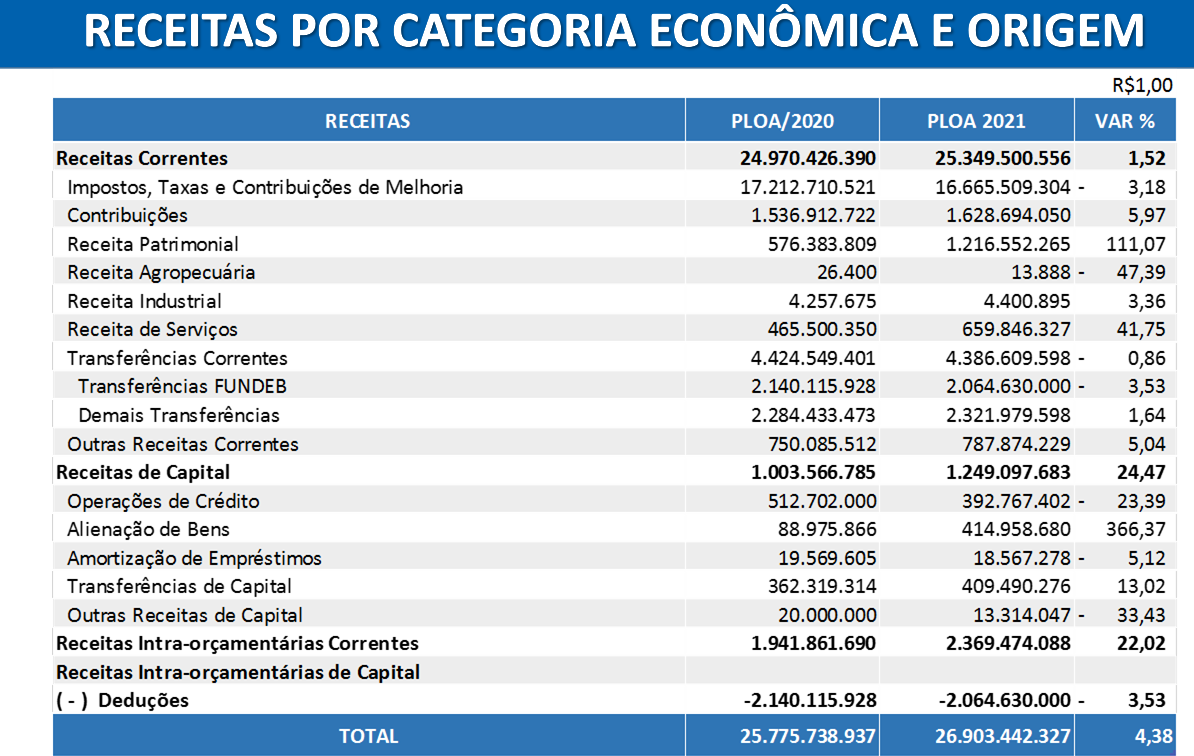 RECEITAS POR CATEGORIA ECONÔMICA E ORIGEM
R$1,00
RECEITAS PLOA/2020 PLOA 2021 VAR %
Receitas Correntes 24.970.426.390 25.349.500.556 1,52
Impostos, Taxas e Contribuições de Melhoria 17.212.710.521 16.665.509.304 - 3,18
Contribuições 1.536.912.722 1.628.694.050 5,97
Receita Patrimonial 576.383.809 1.216.552.265 111,07
Receita Agropecuária 26.400 13.888 - 47,39
Receita Industrial 4.257.675 4.400.895 3,36
Receita de Serviços 465.500.350 659.846.327 41,75
Transferências Correntes 4.424.549.401 4.386.609.598 - 0,86
Transferências FUNDEB 2.140.115.928 2.064.630.000 - 3,53
Demais Transferências 2.284.433.473 2.321.979.598 1,64
Outras Receitas Correntes 750.085.512 787.874.229 5,04
Receitas de Capital 1.003.566.785 1.249.097.683 24,47
Operações de Crédito 512.702.000 392.767.402 - 23,39
Alienação de Bens 88.975.866 414.958.680 366,37
Amortização de Empréstimos 19.569.605 18.567.278 - 5,12
Transferências de Capital 362.319.314 409.490.276 13,02
Outras Receitas de Capital 20.000.000 13.314.047 - 33,43
Receitas Intra-orçamentárias Correntes 1.941.861.690 2.369.474.088 22,02
Receitas Intra-orçamentárias de Capital
( - ) Deduções -2.140.115.928 -2.064.630.000 - 3,53
TOTAL 25.775.738.937 26.903.442.327 4,38